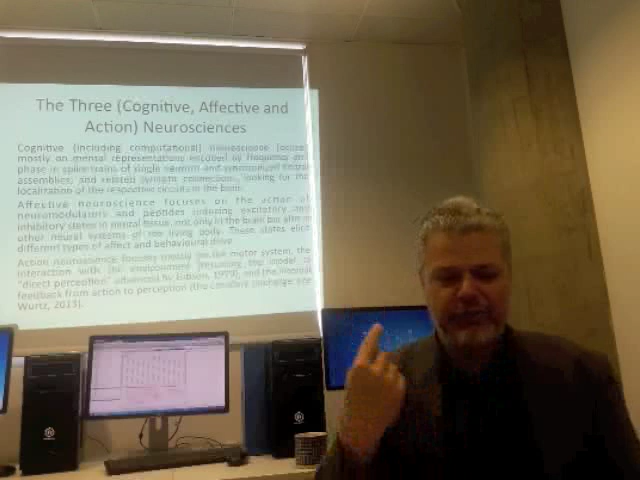 The Three (Cognitive, Affective and
Action) Neurosciences
Cognitive (including computational) neuroscience focuses
mostly on mental representations encoded by frequency and
phase in spike trains of single neurons and synchronized neural
assemblies, and related synaptic connections, looking for the
localization of the respective circuits in the brain.
Affective neuroscience focuses on the action of
neuromodulators and peptides inducing excitatory and
inhibitory states in neural tissue, not only in the brain but also in
other neural systems of the living body. These states elicit
different types of affect and behavioural drive.
Action neuroscience focuses mostly on the motor system, the
interaction with the environment (resuming the model of
"direct perception" advanced by Gibson, 1979), and the
feedback from action to perception (the corollary discharge; see
Wurtz, 2013).